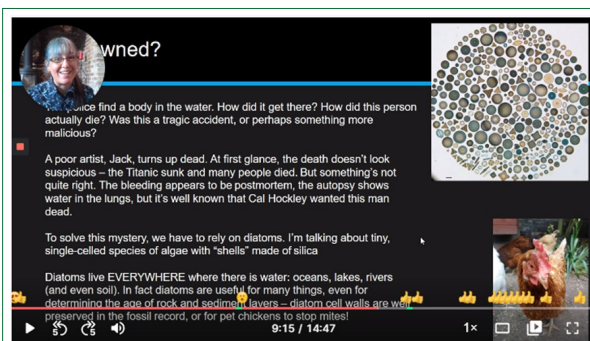 wned?
police find a body in the water. How did it get there? How did this person
actually die? Was this a tragic accident, or perhaps something more
malicious?
A poor artist, Jack, turns up dead. At first glance, the death doesn't look
suspicious – the Titanic sunk and many people died. But something's not
quite right. The bleeding appears to be postmortem, the autopsy shows
water in the lungs, but it's well known that Cal Hockley wanted this man
dead.
To solve this mystery, we have to rely on diatoms. I'm talking about tiny,
single-celled species of algae with "shells" made of silica
Diatoms live EVERYWHERE where there is water: oceans, lakes, rivers
(and even soil). In fact diatoms are useful for many things, even for
determining the age of rock and sediment layers – diatom cell walls are well
preserved in the fossil record, or for pet chickens to stop mites!
5 5 9:15 / 14:47 1×